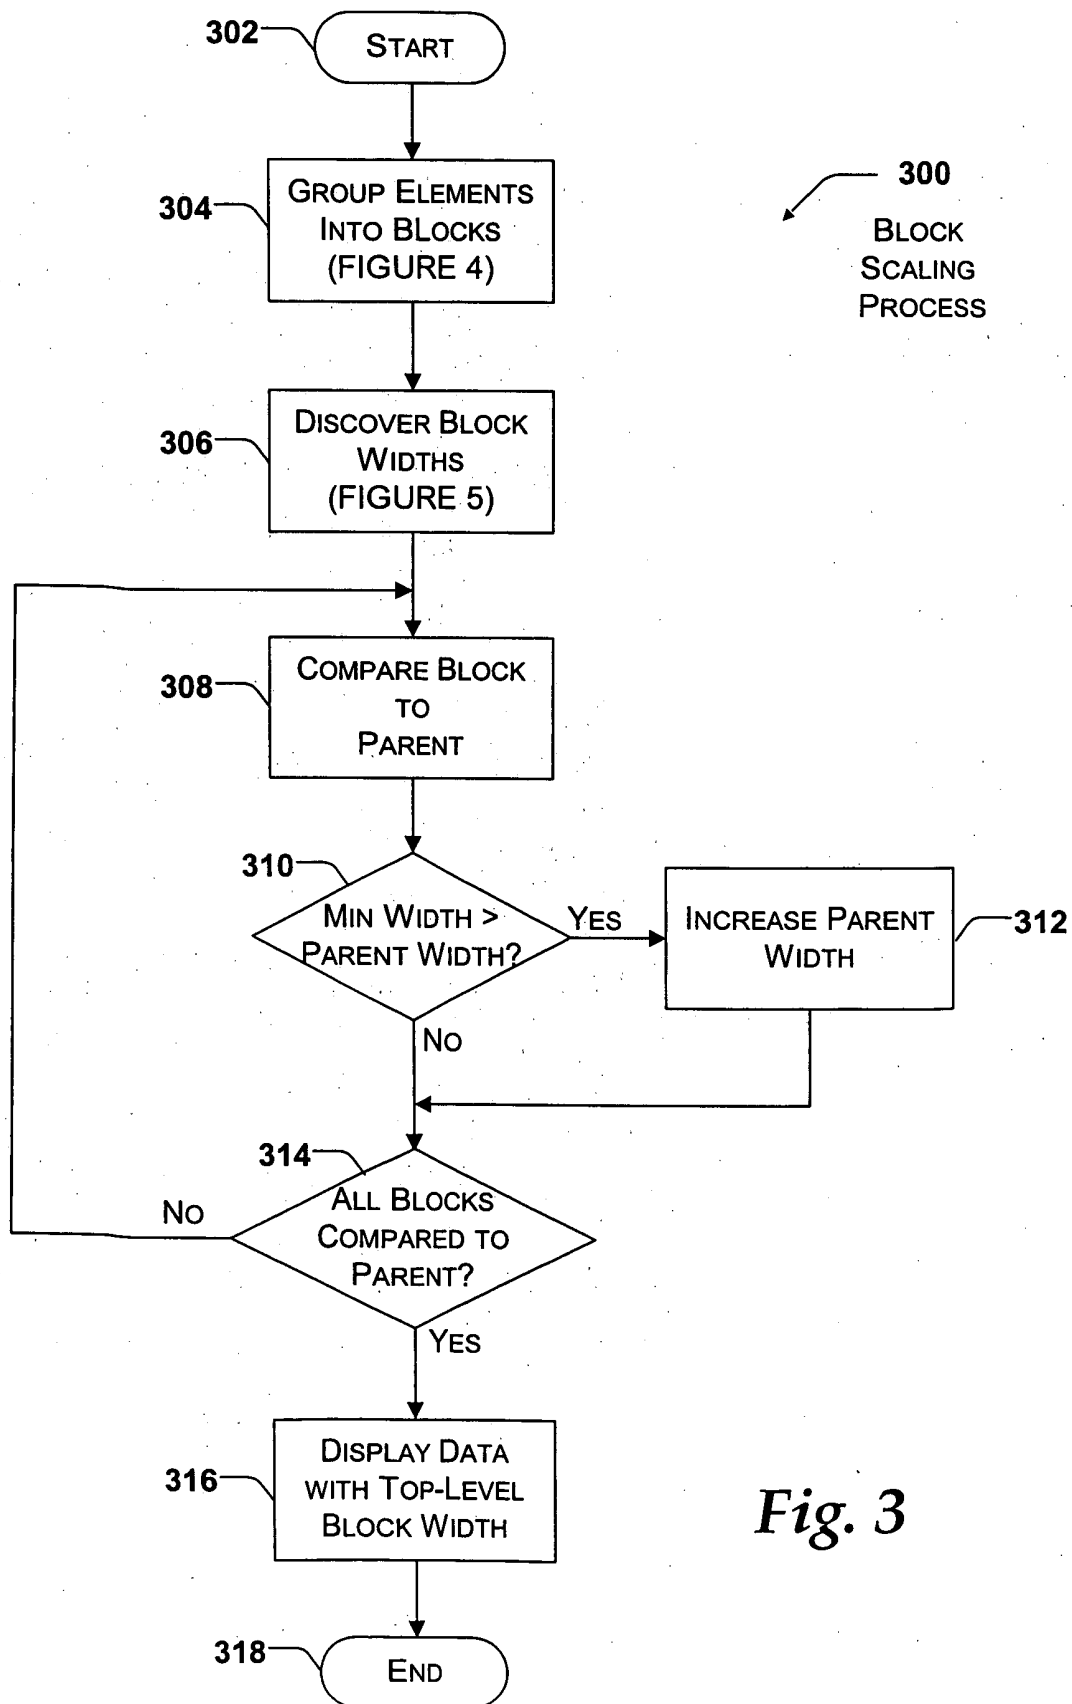 302
START
304
GROUP ELEMENTS
INTO BLOCKS
(FIGURE 4)
300
BLOCK
SCALING
PROCESS
306
DISCOVER BLOCK
WIDTHS
(FIGURE 5)
308
COMPARE BLOCK
TO
PARENT
310
MIN WIDTH >
PARENT WIDTH?
YES
INCREASE PARENT
WIDTH
312
NO
314
ALL BLOCKS
COMPARED TO
PARENT?
NO
YES
316
DISPLAY DATA
WITH TOP-LEVEL
BLOCK WIDTH
Fig. 3
318
END